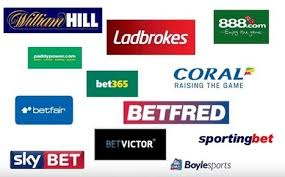 William HILL
Ladbrokes
888.com
Enjoy the game
paddypower.com
bet365
CORAL
RAISING THE GAME
betfair
BETFRED
BETVICTOR
sportingbet
sky BET
Boylesports